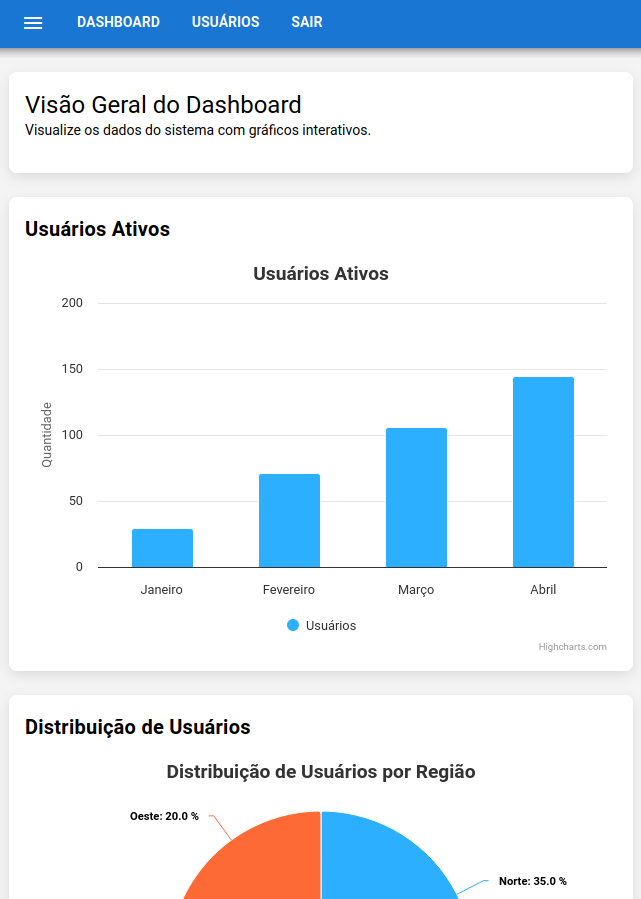 DASHBOARD USUÁRIOS SAIR
Visão Geral do Dashboard
Visualize os dados do sistema com gráficos interativos.
Usuários Ativos
Usuários Ativos
200
150
100
50
0
Quantidade
Janeiro Fevereiro Março Abril
Usuários
Highcharts.com
Distribuição de Usuários
Distribuição de Usuários por Região
Oeste: 20.0 %
Norte: 35.0 %